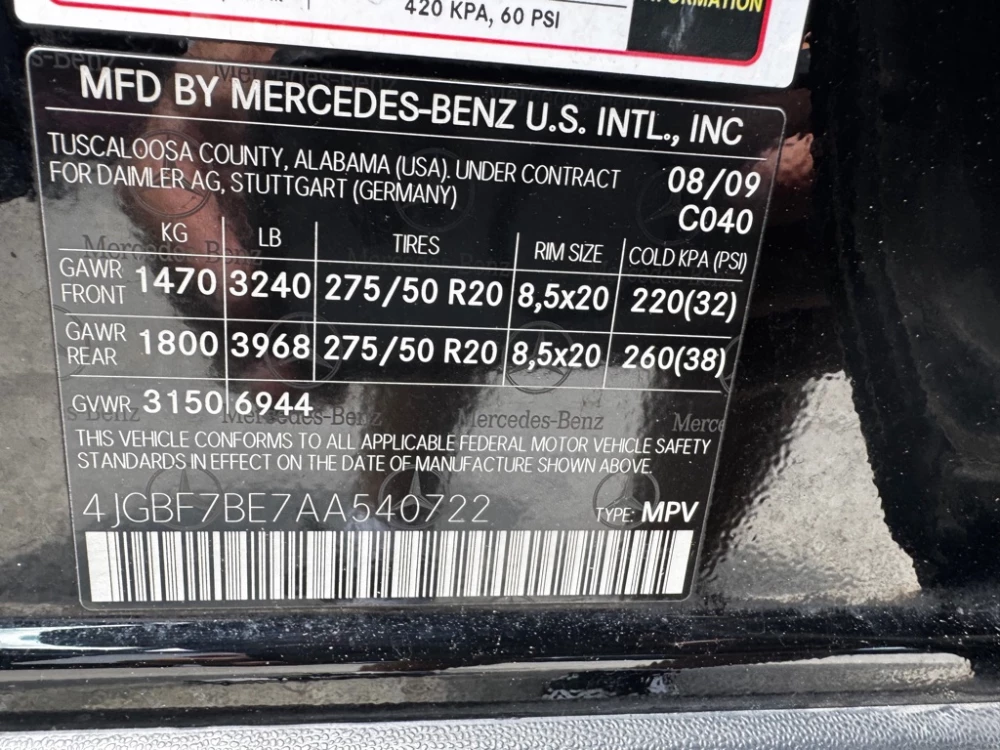 420 KPA, 60 PSI
MFD BY MERCEDES-BENZ U.S. INTL., INC
TUSCALOOSA COUNTY, ALABAMA (USA). UNDER CONTRACT
FOR DAIMLER AG, STUTTGART (GERMANY)
08/09
C040
KG LB TIRES RIM SIZE COLD KPA (PSI)
GAWR FRONT 1470 3240 275/50 R20 8,5x20 220(32)
GAWR REAR 1800 3968 275/50 R20 8,5x20 260(38)
GVWR 3150 6944
THIS VEHICLE CONFORMS TO ALL APPLICABLE FEDERAL MOTOR VEHICLE SAFETY
STANDARDS IN EFFECT ON THE DATE OF MANUFACTURE SHOWN ABOVE.
4JGBF7BE7AA540722 TYPE: MPV